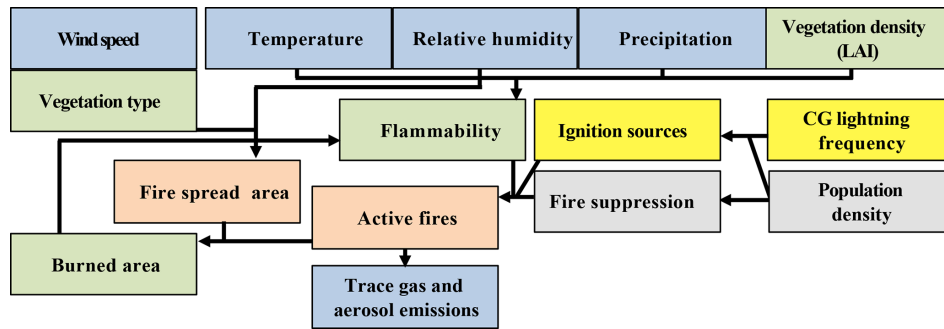 Wind speed
Temperature
Relative humidity
Precipitation
Vegetation density
(LAI)
Vegetation type
Flammability
Ignition sources
CG lightning
frequency
Fire spread area
Active fires
Fire suppression
Population
density
Burned area
Trace gas and
aerosol emissions